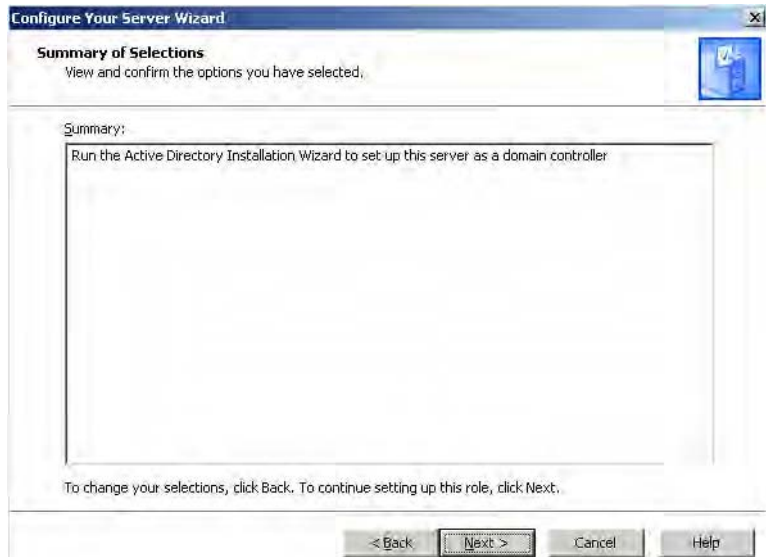 Configure Your Server Wizard
Summary of Selections
View and confirm the options you have selected.
Summary:
Run the Active Directory Installation Wizard to set up this server as a domain controller
To change your selections, click Back. To continue setting up this role, click Next.
< Back
Next >
Cancel
Help